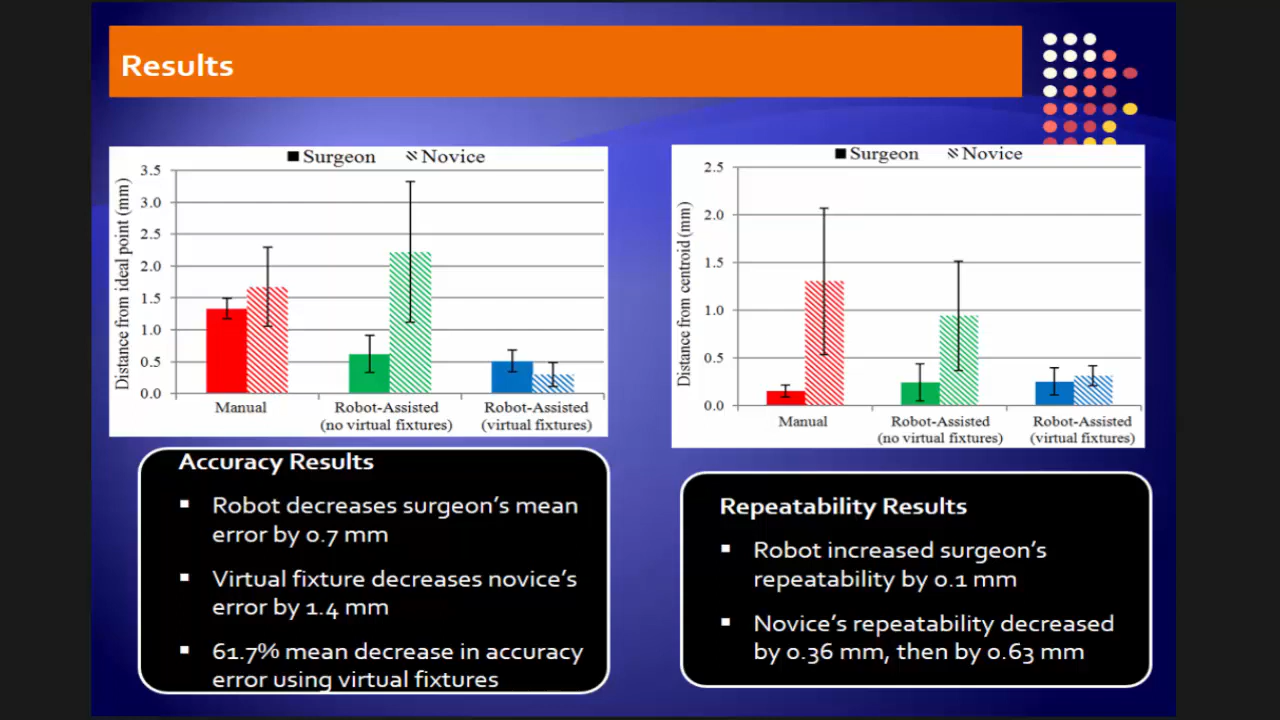 Results
Surgeon Novice
Distance from ideal point (mm)
3.5
3.0
2.5
2.0
1.5
1.0
0.5
0.0
Manual
Robot-Assisted
(no virtual fixtures)
Robot-Assisted
(virtual fixtures)
Surgeon Novice
Distance from centroid (mm)
2.5
2.0
1.5
1.0
0.5
0.0
Manual
Robot-Assisted
(no virtual fixtures)
Robot-Assisted
(virtual fixtures)
Accuracy Results
▪ Robot decreases surgeon's mean
error by 0.7 mm
▪ Virtual fixture decreases novice's
error by 1.4 mm
▪ 61.7% mean decrease in accuracy
error using virtual fixtures
Repeatability Results
▪ Robot increased surgeon's
repeatability by 0.1 mm
▪ Novice's repeatability decreased
by 0.36 mm, then by 0.63 mm